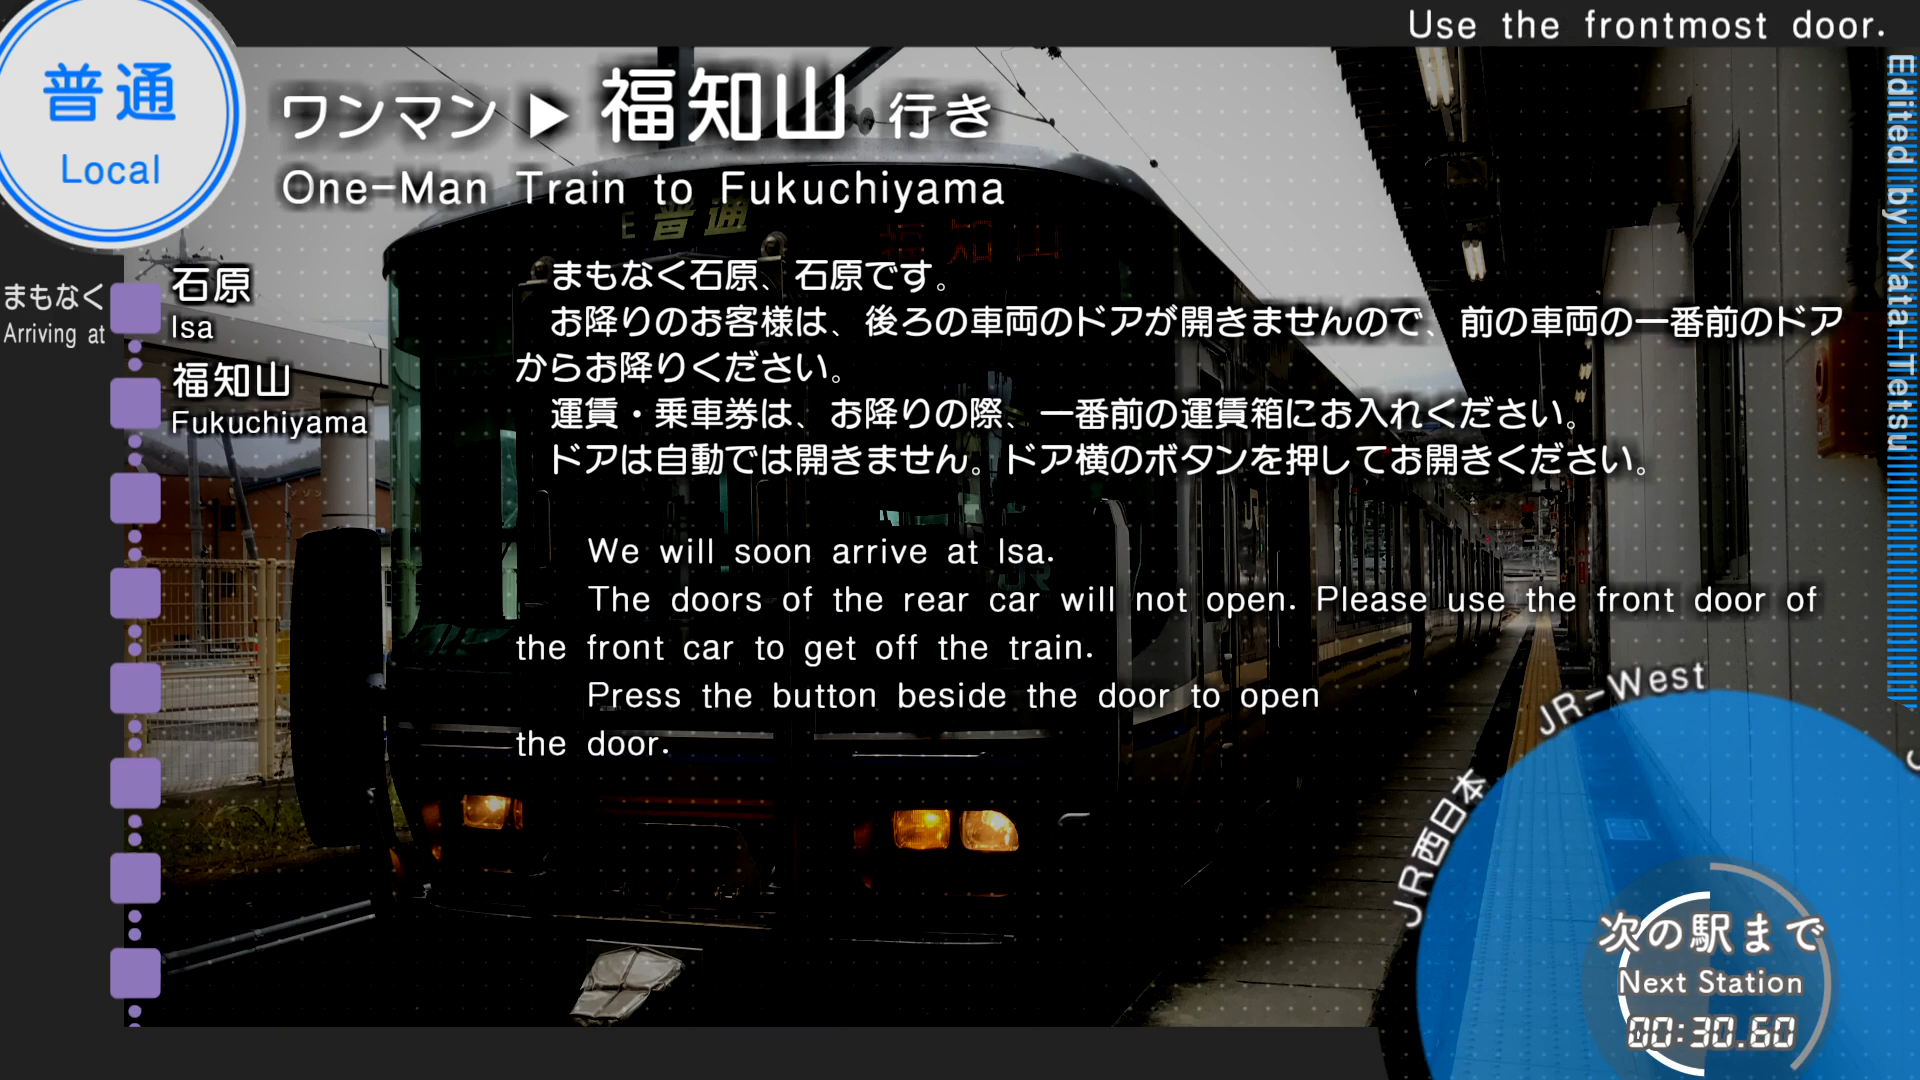 Use the frontmost door.
普通
Local
ワンマン ▶ 福知山 行き
One-Man Train to Fukuchiyama
普通
福知山
まもなく
Arriving at
石原
Isa
福知山
Fukuchiyama
まもなく石原、石原です。
お降りのお客様は、後ろの車両のドアが開きませんので、前の車両の一番前のドア
からお降りください。
運賃・乗車券は、お降りの際、一番前の運賃箱にお入れください。
ドアは自動では開きません。ドア横のボタンを押してお開きください。
We will soon arrive at Isa.
The doors of the rear car will not open. Please use the front door of
the front car to get off the train.
Press the button beside the door to open
the door.
Edited by Yata-Tetsu
JR西日本
JR-West
次の駅まで
Next Station
00:30.60